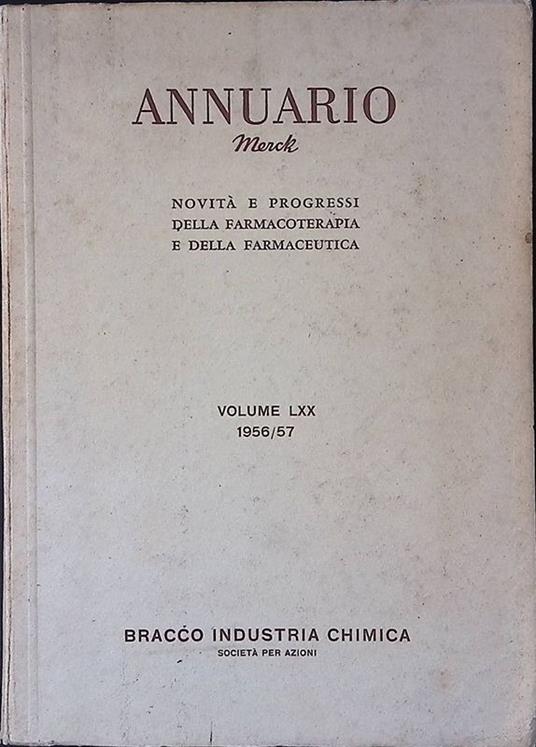 ANNUARIO
Merck
NOVITÀ E PROGRESSI
DELLA FARMACOTERAPIA
E DELLA FARMACEUTICA
VOLUME LXX
1956/57
BRACCO INDUSTRIA CHIMICA
SOCIETÀ PER AZIONI